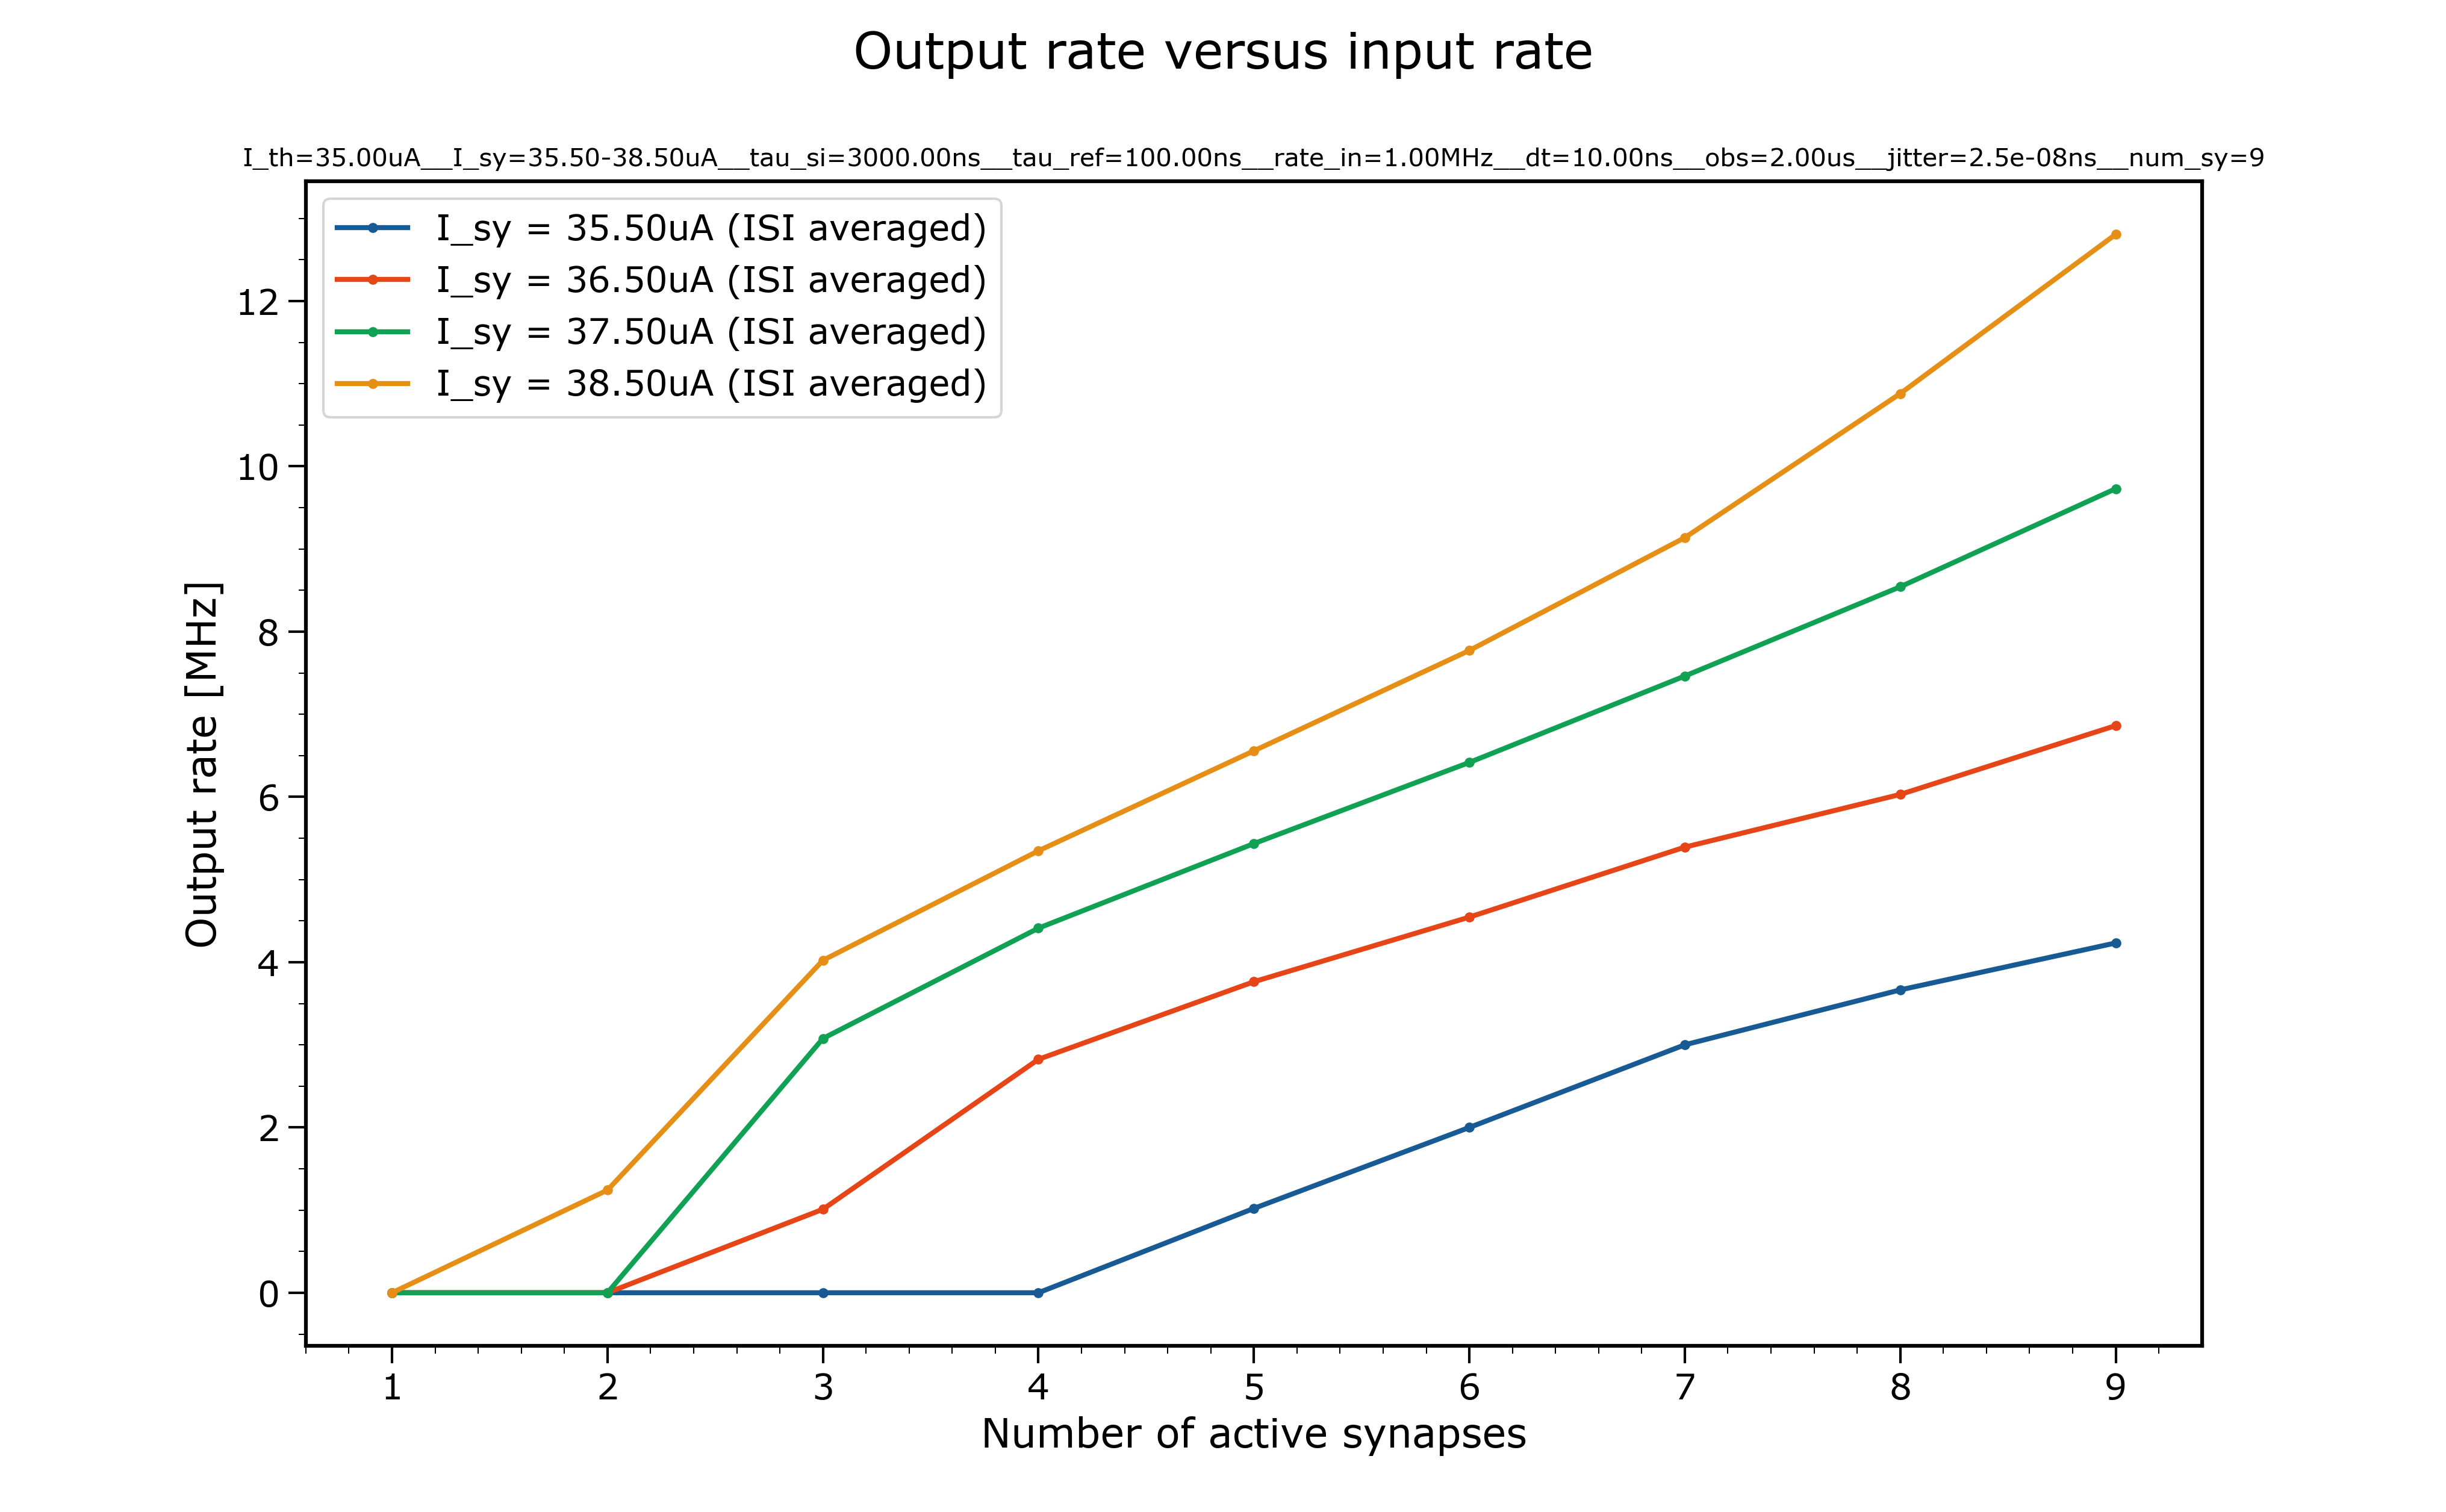 Output rate versus input rate
I_th=35.00uA__I_sy=35.50-38.50uA__tau_si=3000.00ns__tau_ref=100.00ns__rate_in=1.00MHz__dt=10.00ns__obs=2.00us__jitter=2.5e-08ns__num_sy=9
I_sy = 35.50uA (ISI averaged)
I_sy = 36.50uA (ISI averaged)
I_sy = 37.50uA (ISI averaged)
I_sy = 38.50uA (ISI averaged)
Output rate [MHz]
12
10
8
6
4
2
0
1 2 3 4 5 6 7 8 9
Number of active synapses